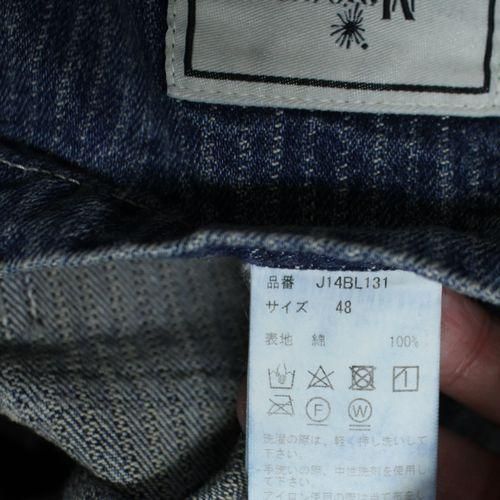 品番 J14BL131
サイズ 48
表地 綿 100%
F W
洗濯の際は、軽く押し洗いして
下さい。
手洗いの際、中性洗剤を使用して
下さい。